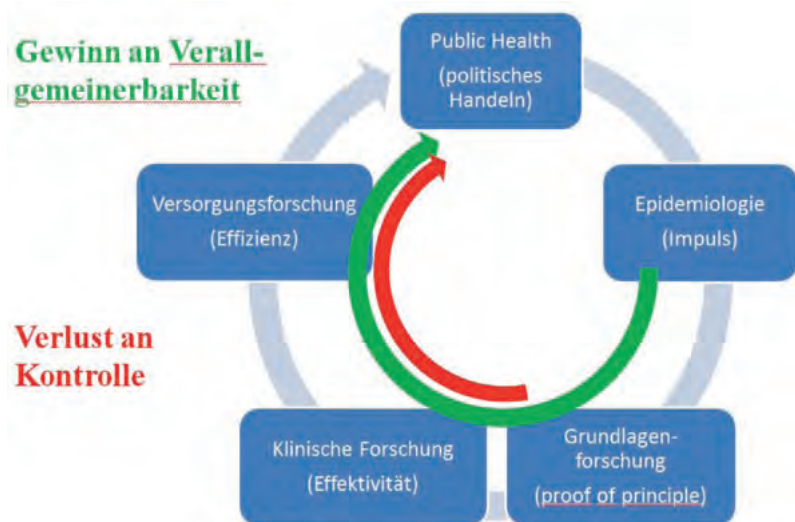 Gewinn an Verall-
gemeinerbarkeit
Public Health
(politisches
Handeln)
Versorgungsforschung
(Effizienz)
Epidemiologie
(Impuls)
Verlust an
Kontrolle
Klinische Forschung
(Effektivität)
Grundlagen-
forschung
(proof of principle)